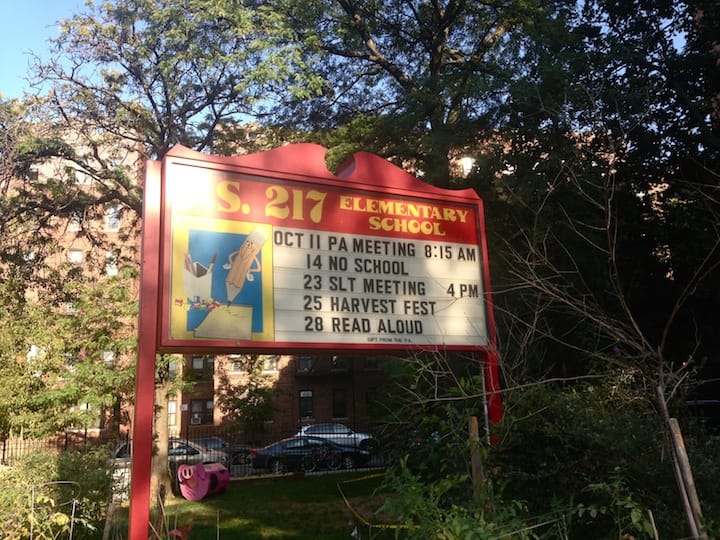 P.S. 217 ELEMENTARY
SCHOOL
OCT 11 PA MEETING 8:15 AM
14 NO SCHOOL
23 SLT MEETING 4 PM
25 HARVEST FEST
28 READ ALOUD
GIFT FROM THE P.A.